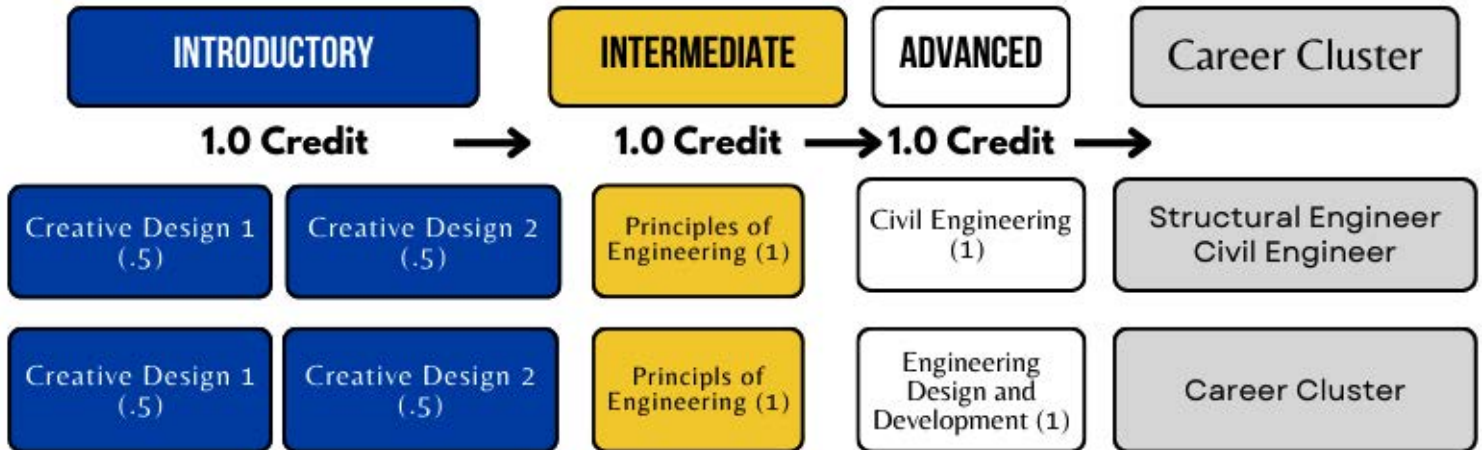 INTRODUCTORY
INTERMEDIATE
ADVANCED
Career Cluster
1.0 Credit
1.0 Credit
1.0 Credit
Creative Design 1
(.5)
Creative Design 2
(.5)
Principles of
Engineering (1)
Civil Engineering
(1)
Structural Engineer
Civil Engineer
Creative Design 1
(.5)
Creative Design 2
(.5)
Principls of
Engineering (1)
Engineering
Design and
Development (1)
Career Cluster